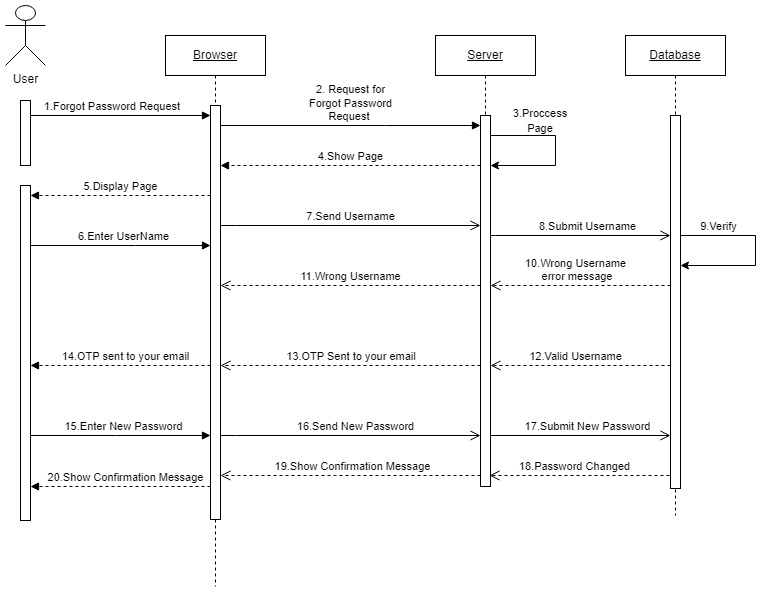 User
Browser
Server
Database
1.Forgot Password Request
2. Request for
Forgot Password
Request
3.Proccess
Page
4.Show Page
5.Display Page
6.Enter UserName
7.Send Username
8.Submit Username
9.Verify
10.Wrong Username
error message
11.Wrong Username
12.Valid Username
13.OTP Sent to your email
14.OTP sent to your email
15.Enter New Password
16.Send New Password
17.Submit New Password
18.Password Changed
19.Show Confirmation Message
20.Show Confirmation Message